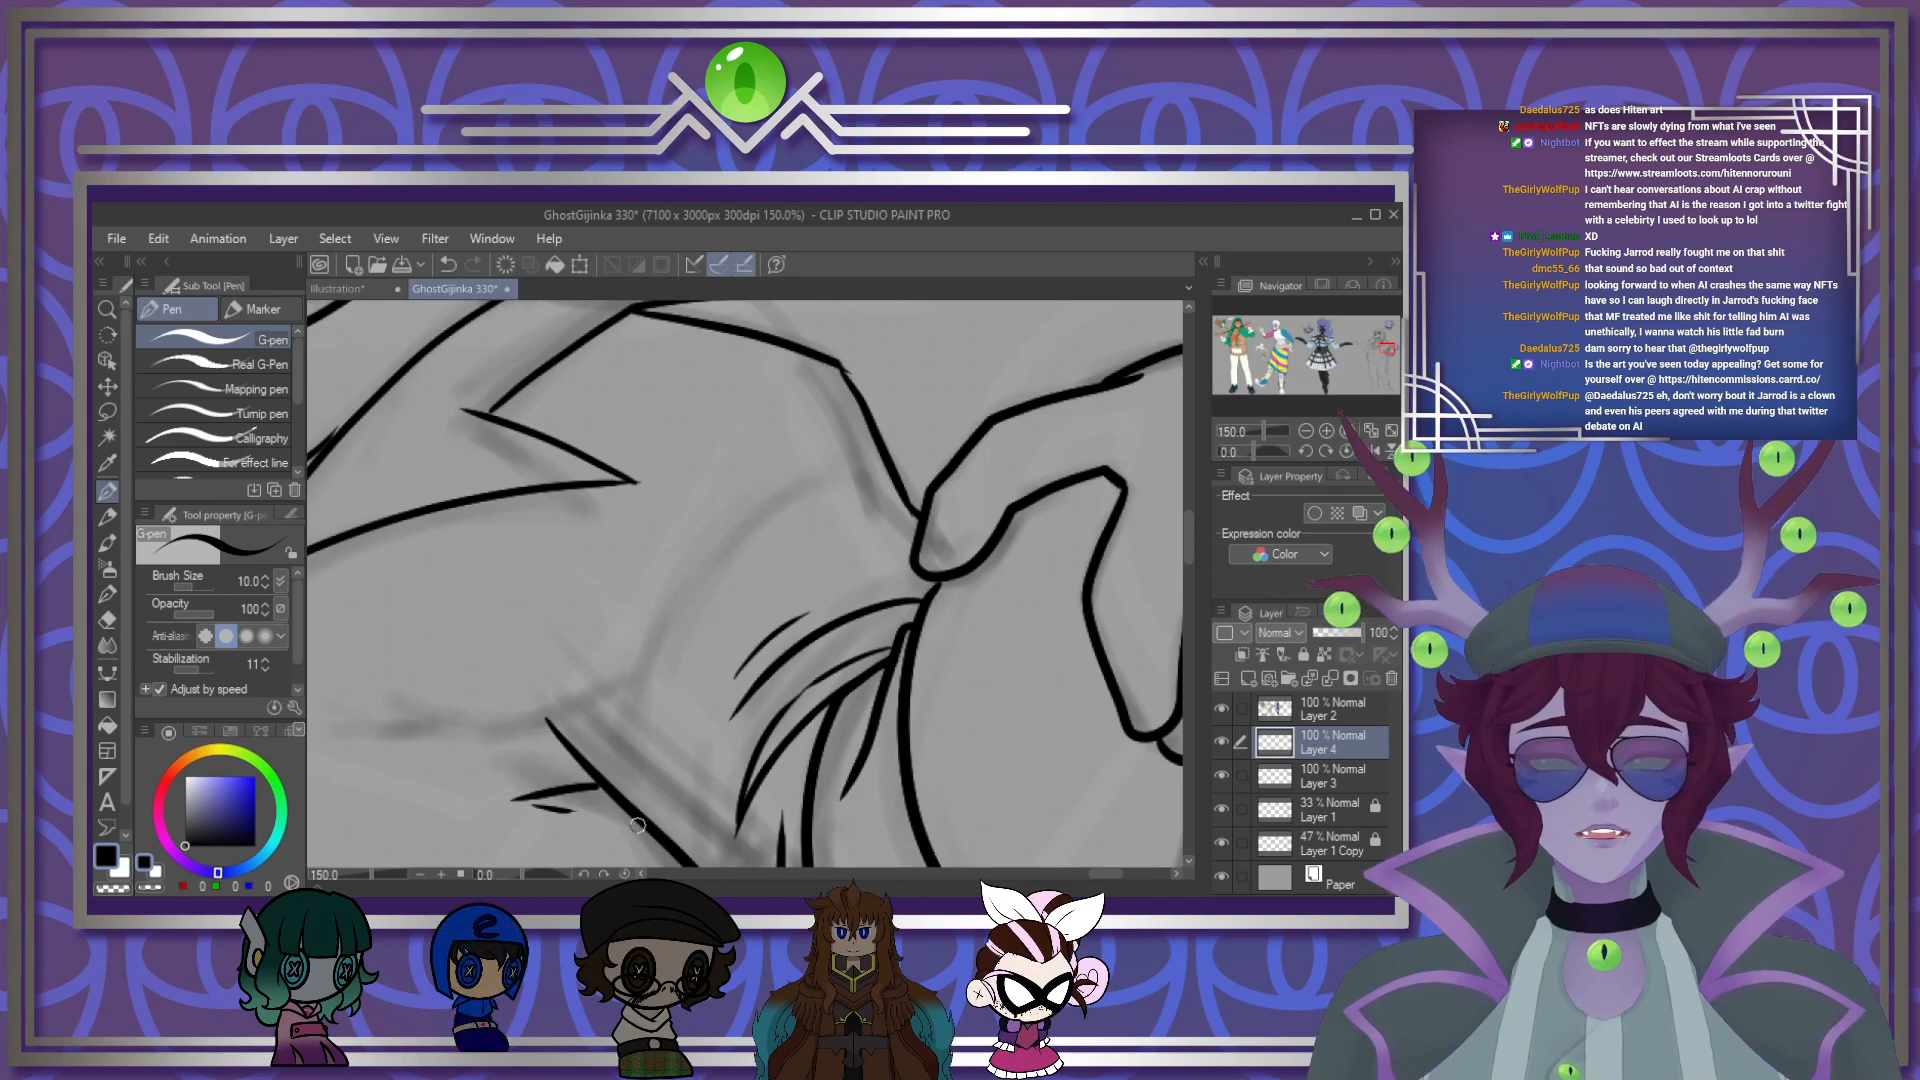 GhostGijinka 330* (7100 x 3000px 300dpi 150.0%) - CLIP STUDIO PAINT PRO
File Edit Animation Layer Select View Filter Window Help
Sub Tool [Pen]
Illustration* GhostGijinka 330*
Navigator
Pen Marker
G-pen
Real G-Pen
Mapping pen
Turnip pen
Calligraphy
For effect line
Tool property [G-pe
G-pen
Brush Size 10.0
Opacity 100
Anti-aliasin
Stabilization 11
Adjust by speed
0 0 0
150.0 0.0
150.0
0.0
Layer Property
Effect
Expression color
Color
Layer
Normal 100
100 % Normal
Layer 2
100 % Normal
Layer 4
100 % Normal
Layer 3
33 % Normal
Layer 1
47 % Normal
Layer 1 Copy
Paper
Daedalus725 as does Hiten art
NFTs are slowly dying from what I've seen
Nightbot If you want to effect the stream while supporting the
streamer, check out our Streamloots Cards over @
https://www.streamloots.com/hitennorurouni
TheGirlyWolfPup I can't hear conversations about AI crap without
remembering that AI is the reason I got into a twitter fight
with a celebirty I used to look up to lol
XD
TheGirlyWolfPup Fucking Jarrod really fought me on that shit
dmc55_66 that sound so bad out of context
TheGirlyWolfPup looking forward to when AI crashes the same way NFTs
have so I can laugh directly in Jarrod's fucking face
TheGirlyWolfPup that MF treated me like shit for telling him AI was
unethically, I wanna watch his little fad burn
Daedalus725 dam sorry to hear that @thegirlywolfpup
Nightbot Is the art you've seen today appealing? Get some for
yourself over @ https://hitencommissions.carrd.co/
TheGirlyWolfPup @Daedalus725 eh, don't worry bout it Jarrod is a clown
and even his peers agreed with me during that twitter
debate on AI